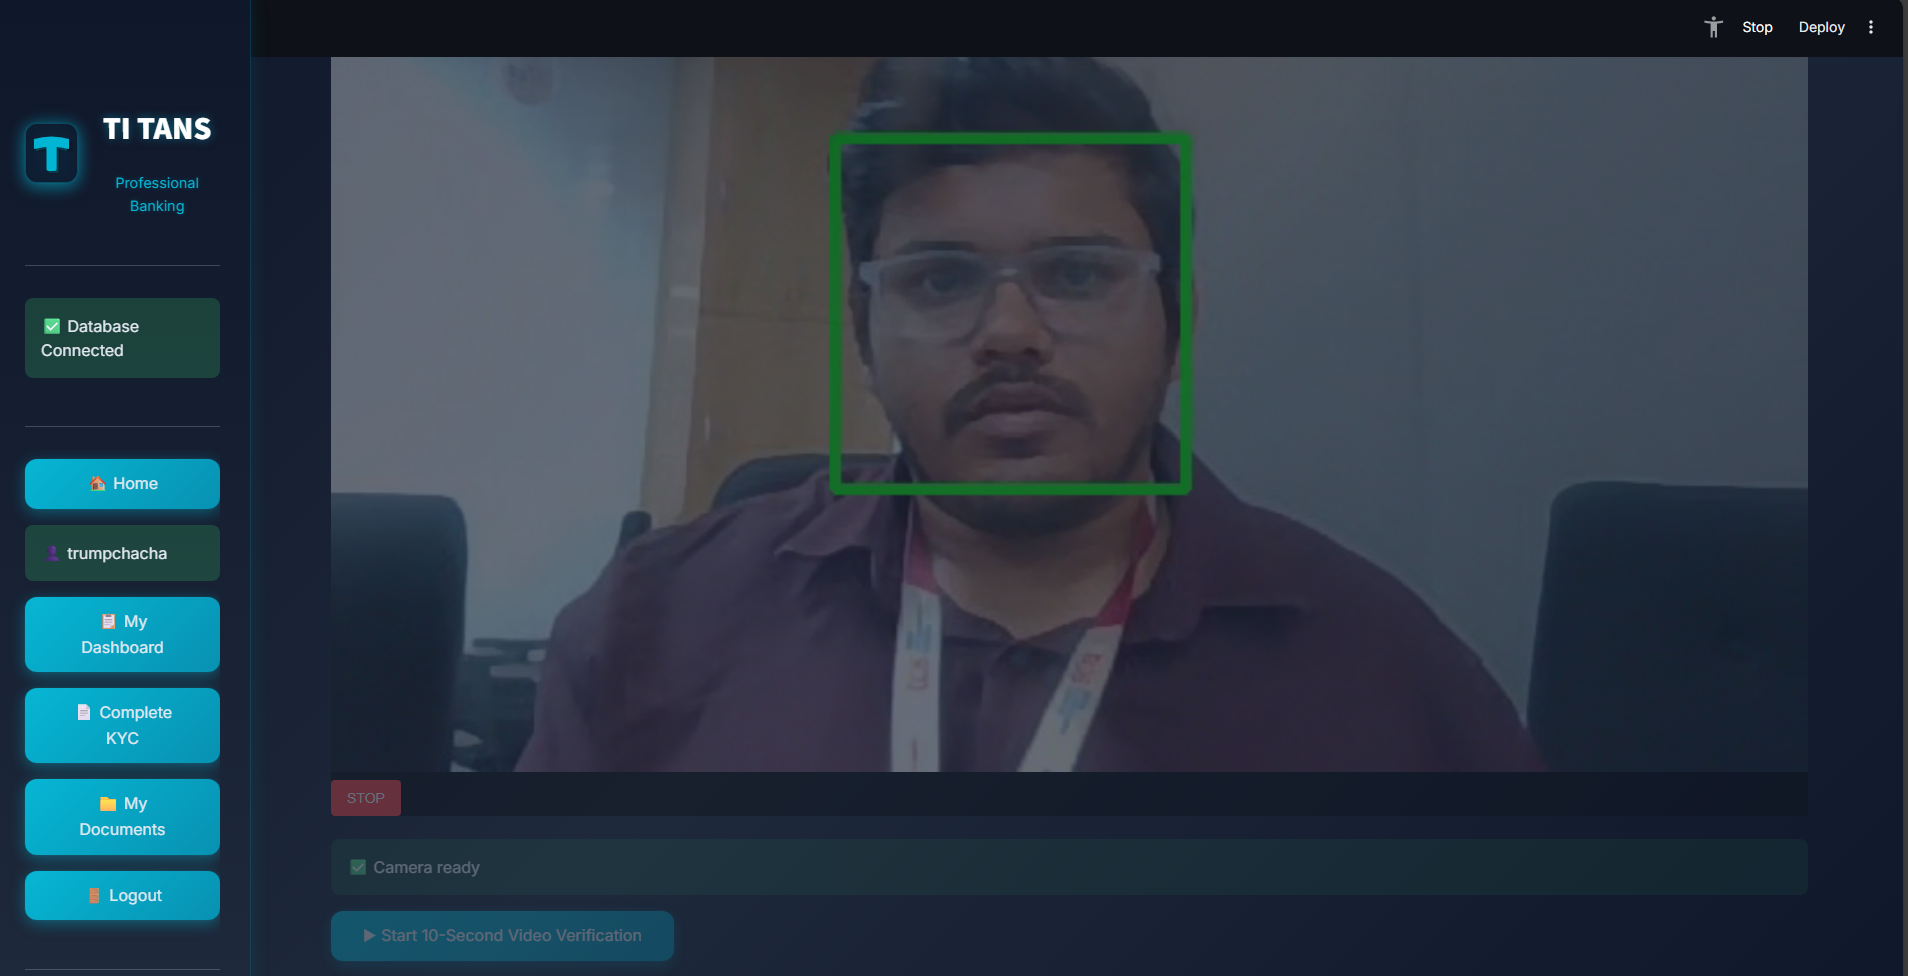 Stop
Deploy
T
TI TANS
Professional
Banking
Database
Connected
Home
trumpchacha
My
Dashboard
Complete
KYC
My
Documents
Logout
STOP
Camera ready
Start 10-Second Video Verification